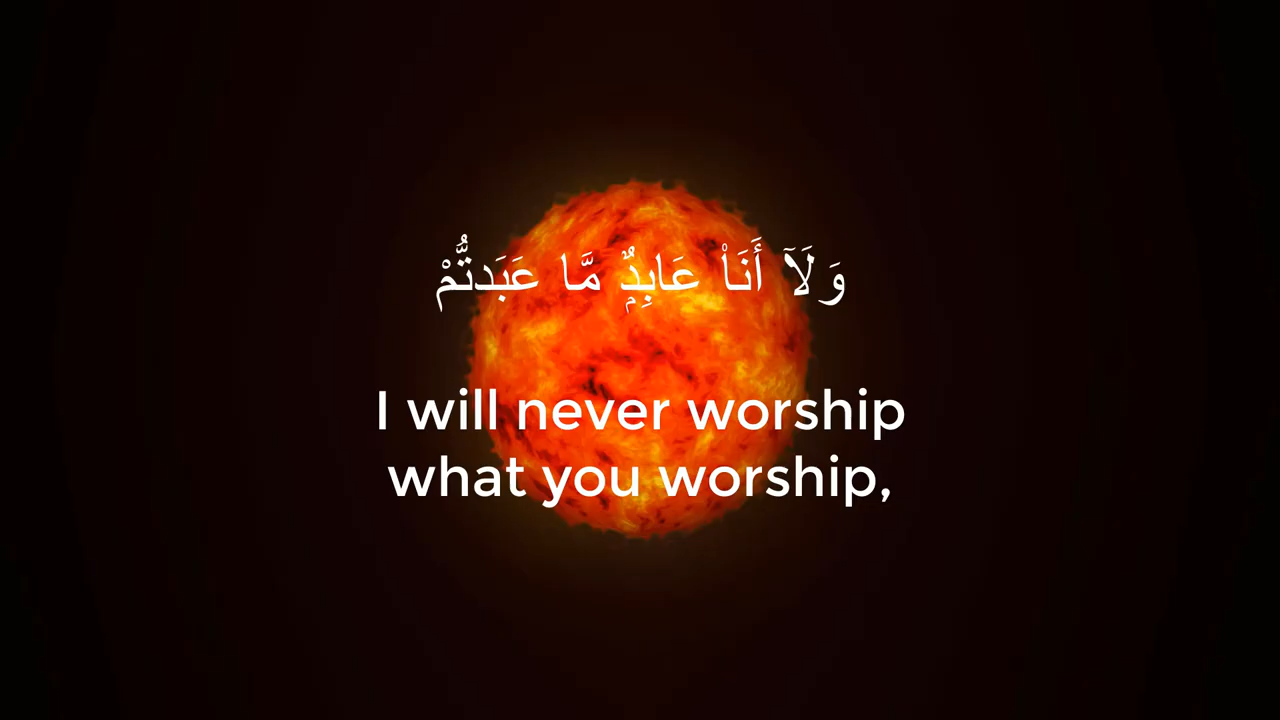 وَلَآ أَنَا۠ عَابِدٌۭ مَّا عَبَدتُّمْ
I will never worship
what you worship,